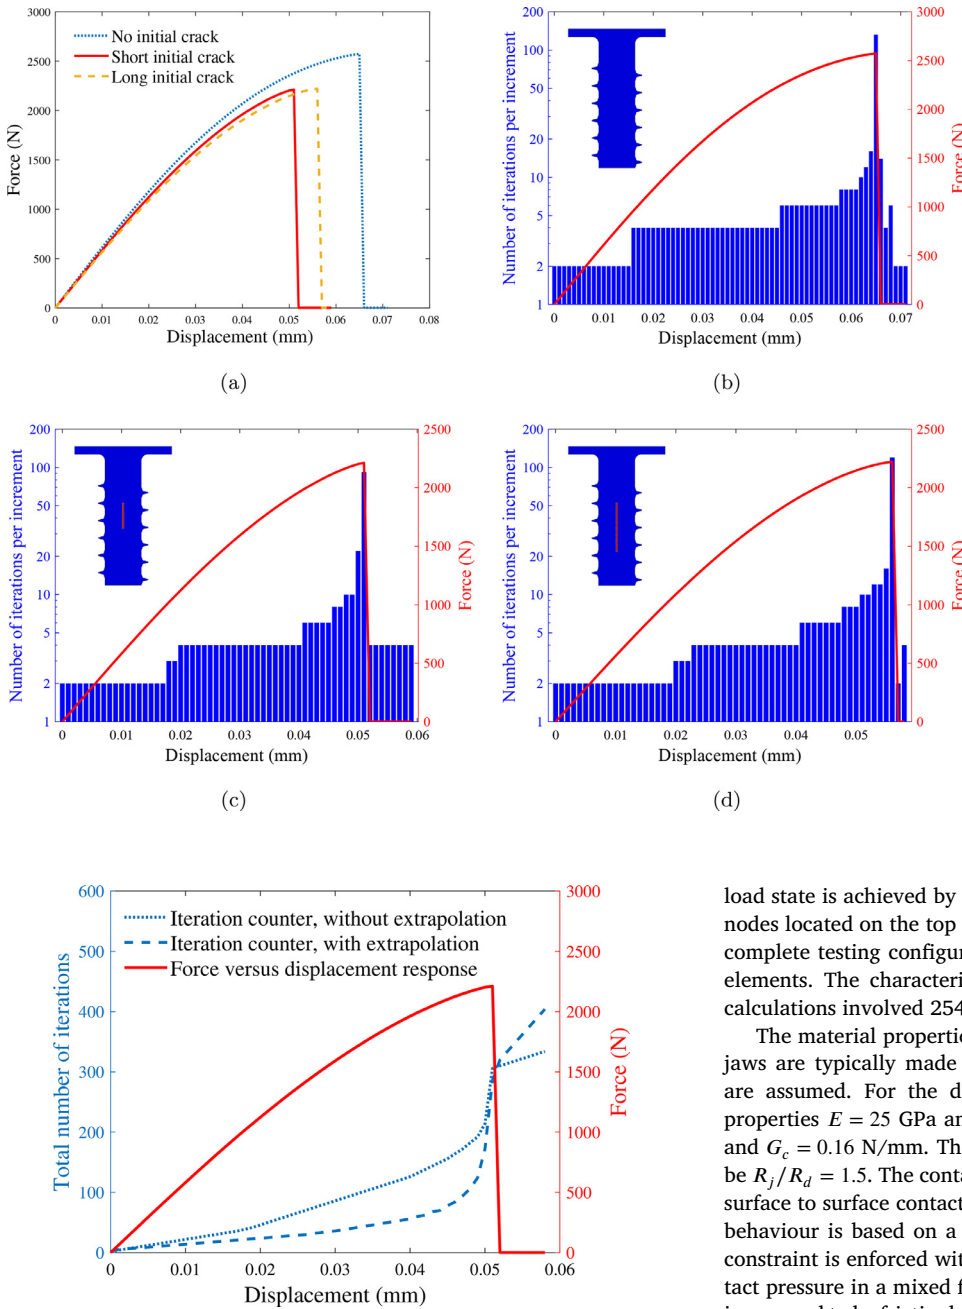 3000
2500
2000
1500
1000
500
0
Force (N)
No initial crack
Short initial crack
Long initial crack
0 0.01 0.02 0.03 0.04 0.05 0.06 0.07 0.08
Displacement (mm)
(a)
200
100
50
20
10
5
2
1
Number of iterations per increment
3000
2500
2000
1500
1000
500
0
Force (N)
0 0.01 0.02 0.03 0.04 0.05 0.06 0.07
Displacement (mm)
(b)
200
100
50
20
10
5
2
1
Number of iterations per increment
2500
2000
1500
1000
500
0
Force (N)
0 0.01 0.02 0.03 0.04 0.05 0.06
Displacement (mm)
(c)
200
100
50
20
10
5
2
1
Number of iterations per increment
2500
2000
1500
1000
500
0
Force (N)
0 0.01 0.02 0.03 0.04 0.05
Displacement (mm)
(d)
600
500
400
300
200
100
0
Total number of iterations
Iteration counter, without extrapolation
Iteration counter, with extrapolation
Force versus displacement response
3000
2500
2000
1500
1000
500
0
Force (N)
0 0.01 0.02 0.03 0.04 0.05 0.06
Displacement (mm)
load state is achieved by
nodes located on the top
complete testing configur
elements. The characteri
calculations involved 254
The material propertie
jaws are typically made
are assumed. For the d
properties E = 25 GPa an
and G_c = 0.16 N/mm. Th
be R_j/R_d = 1.5. The conta
surface to surface contact
behaviour is based on a
constraint is enforced wit
tact pressure in a mixed f